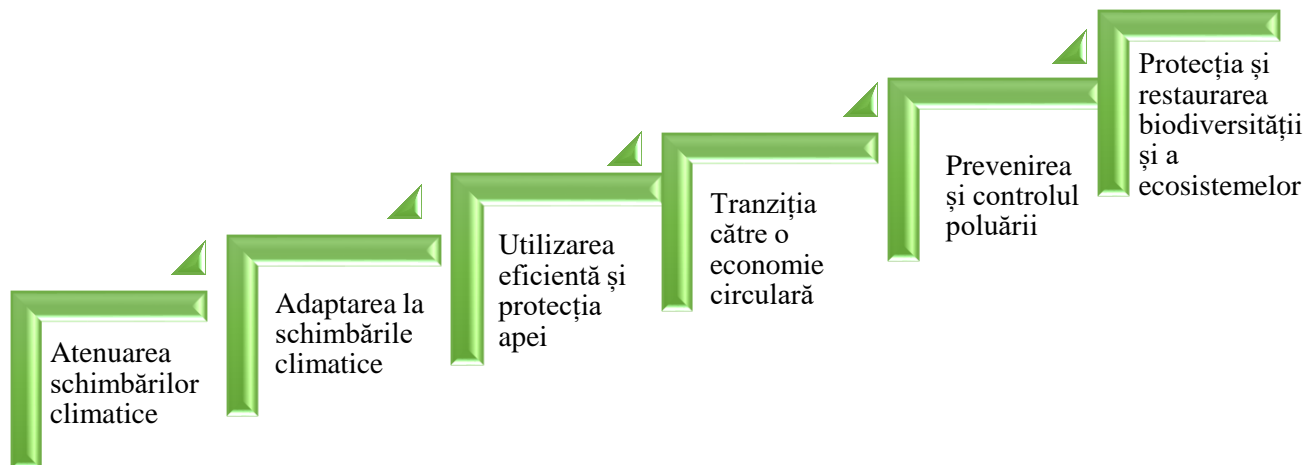 Atenuarea
schimbărilor
climatice
Adaptarea la
schimbările
climatice
Utilizarea
eficientă și
protecția
apei
Tranziția
către o
economie
circulară
Prevenirea
și controlul
poluării
Protecția și
restaurarea
biodiversității
și a
ecosistemelor